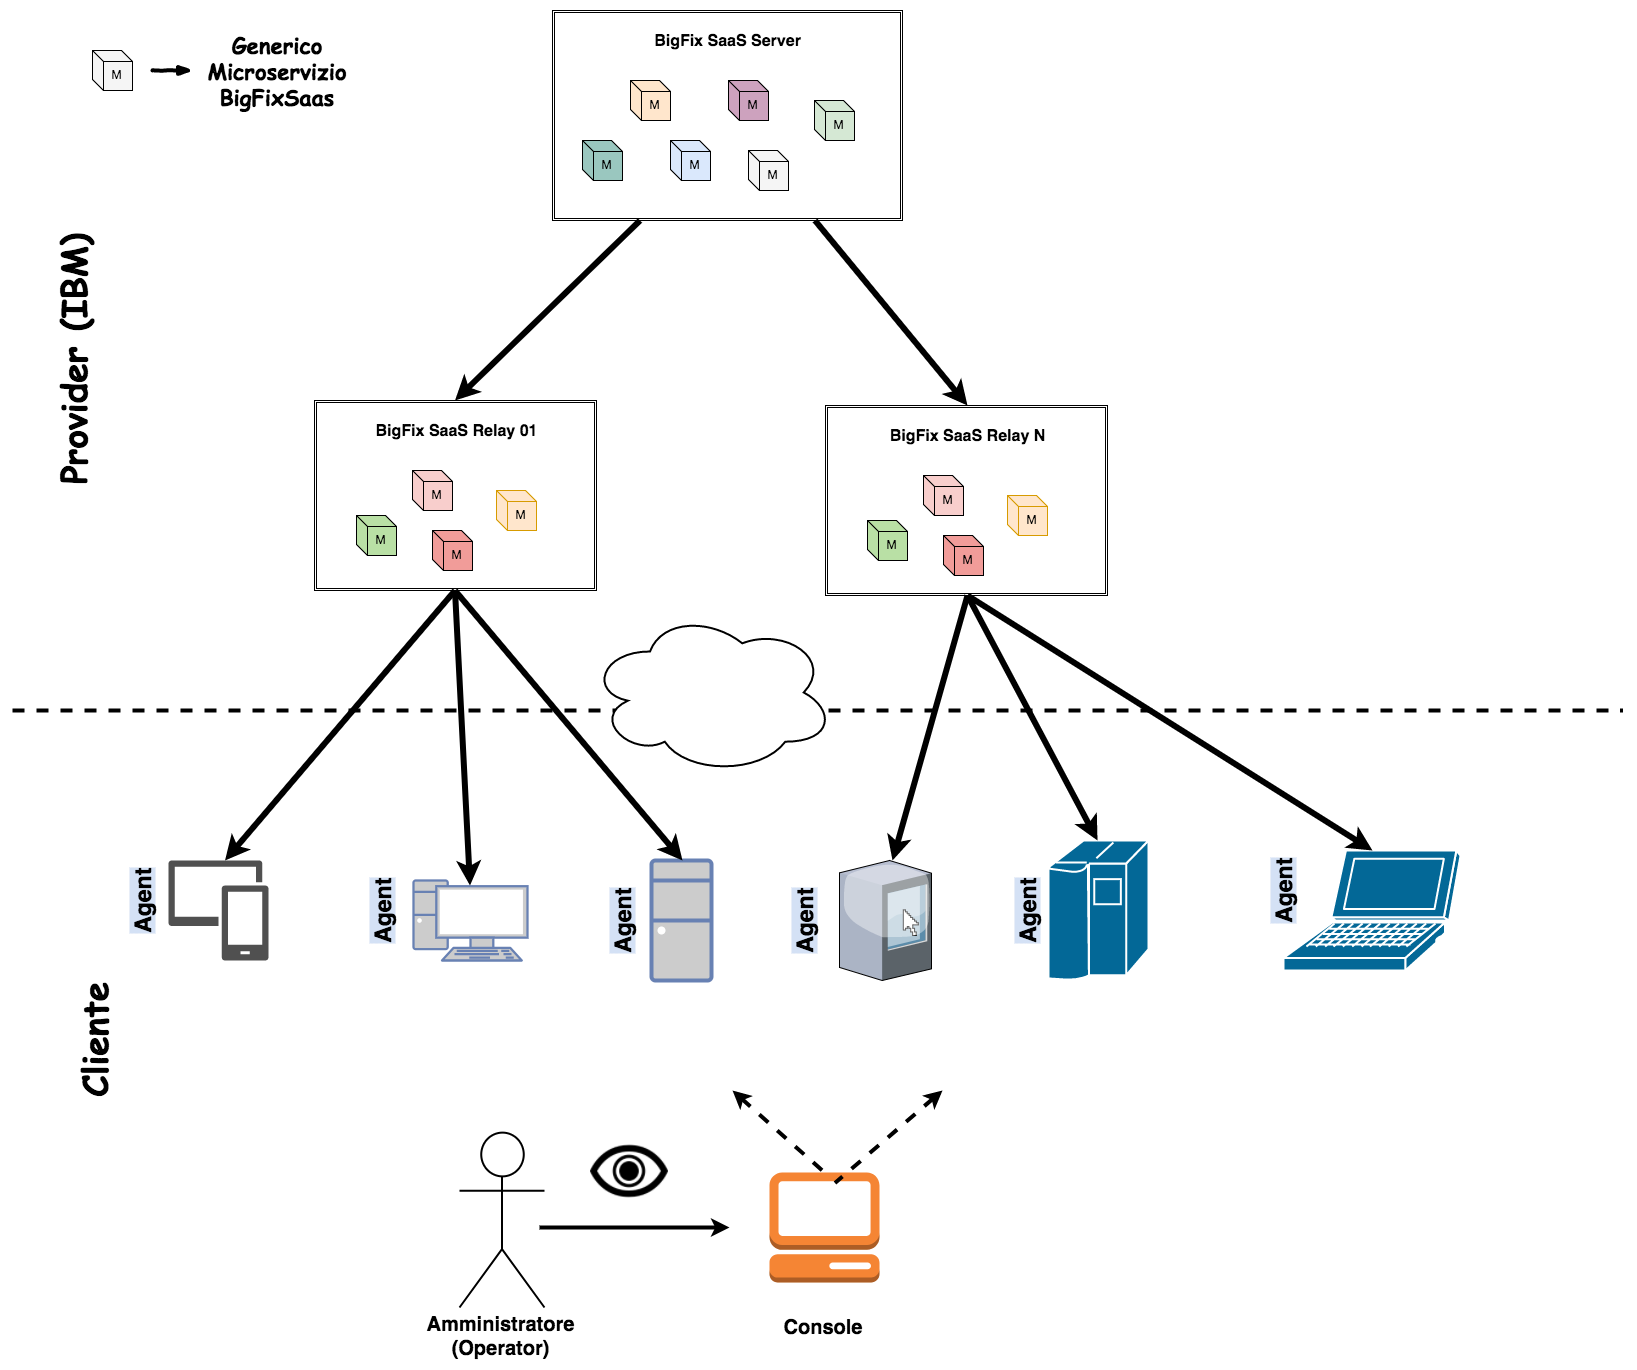 BigFix SaaS Server
M
Generico
Microservizio
BigFixSaas
M
M
M
M
M
M
Provider (IBM)
BigFix SaaS Relay 01
M
M
M
M
BigFix SaaS Relay N
M
M
M
M
Agent
Agent
Agent
Agent
Agent
Agent
Cliente
Amministratore
(Operator)
Console